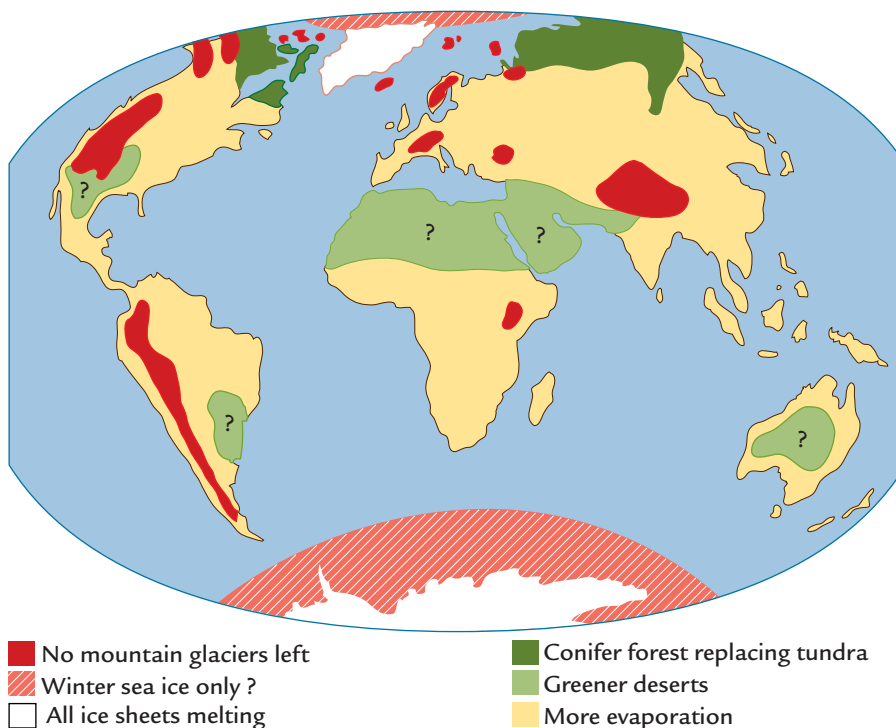 ?
?
?
?
?
No mountain glaciers left
Winter sea ice only ?
All ice sheets melting
Conifer forest replacing tundra
Greener deserts
More evaporation